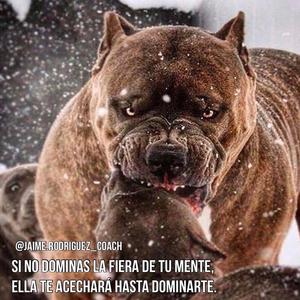 @JAIME.RODRIGUEZ_COACH
SI NO DOMINAS LA FIERA DE TU MENTE,
ELLA TE ACECHARÁ HASTA DOMINARTE.